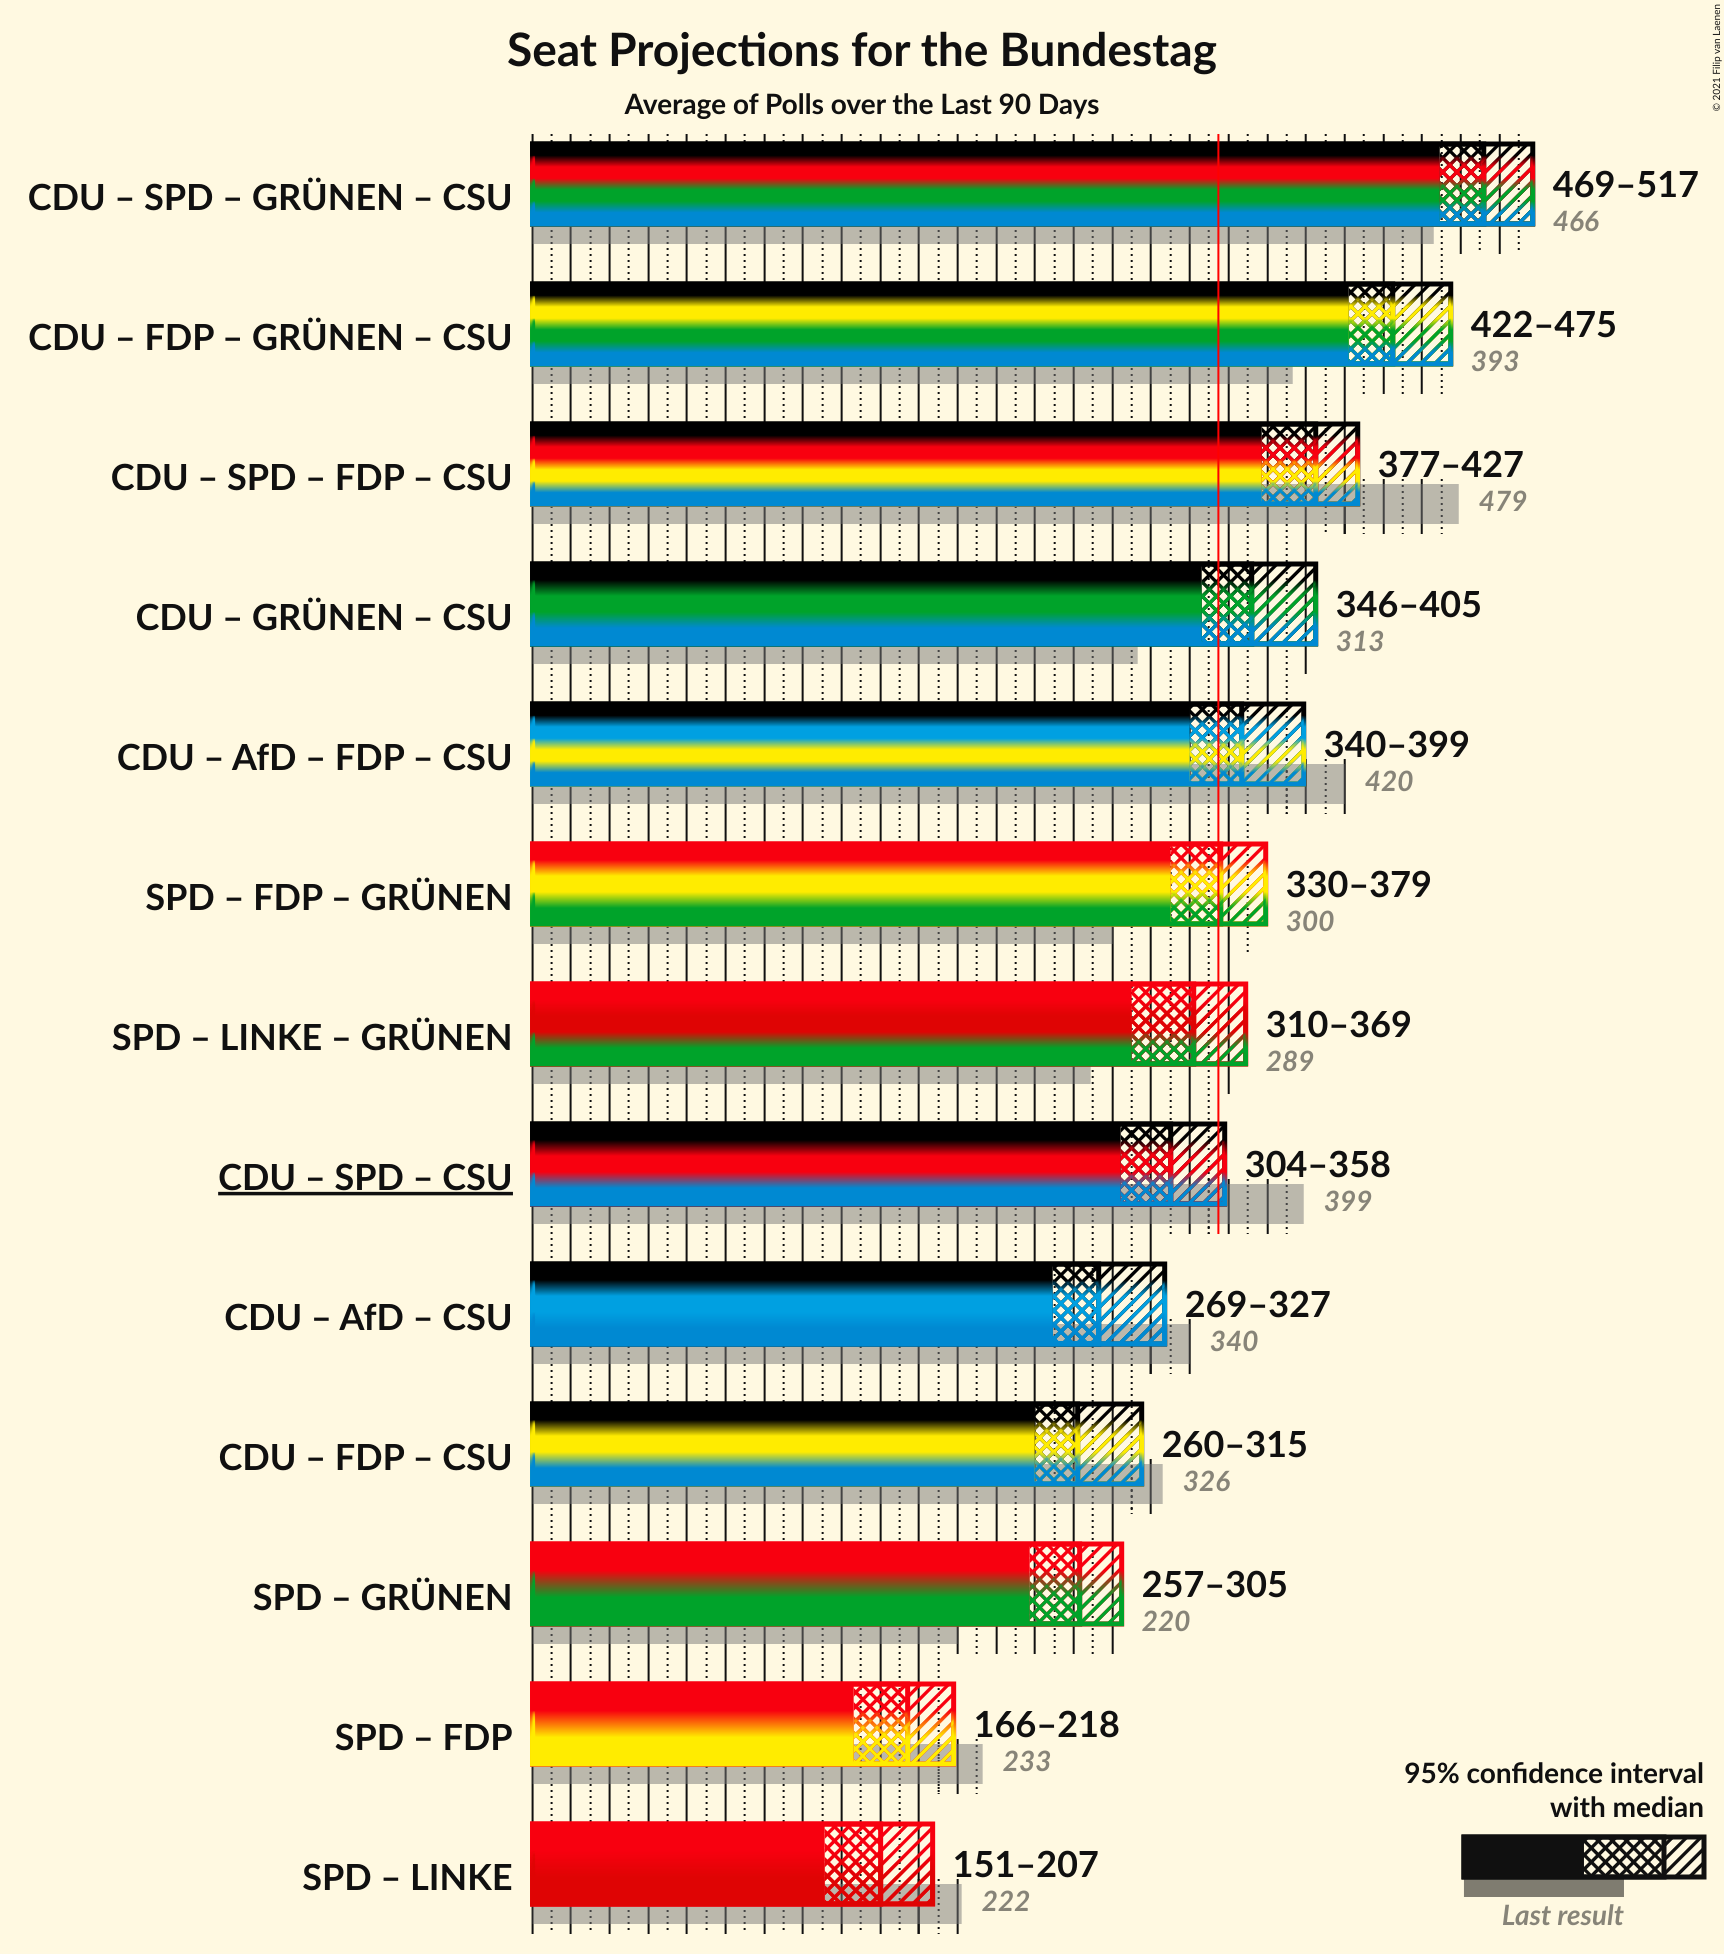 Seat Projections for the Bundestag
Average of Polls over the Last 90 Days
© 2021 Filip van Laenen
CDU – SPD – GRÜNEN – CSU
469–517
466
CDU – FDP – GRÜNEN – CSU
422–475
393
CDU – SPD – FDP – CSU
377–427
479
CDU – GRÜNEN – CSU
346–405
313
CDU – AfD – FDP – CSU
340–399
420
SPD – FDP – GRÜNEN
330–379
300
SPD – LINKE – GRÜNEN
310–369
289
CDU – SPD – CSU
304–358
399
CDU – AfD – CSU
269–327
340
CDU – FDP – CSU
260–315
326
SPD – GRÜNEN
257–305
220
SPD – FDP
166–218
233
SPD – LINKE
151–207
222
95% confidence interval
with median
Last result